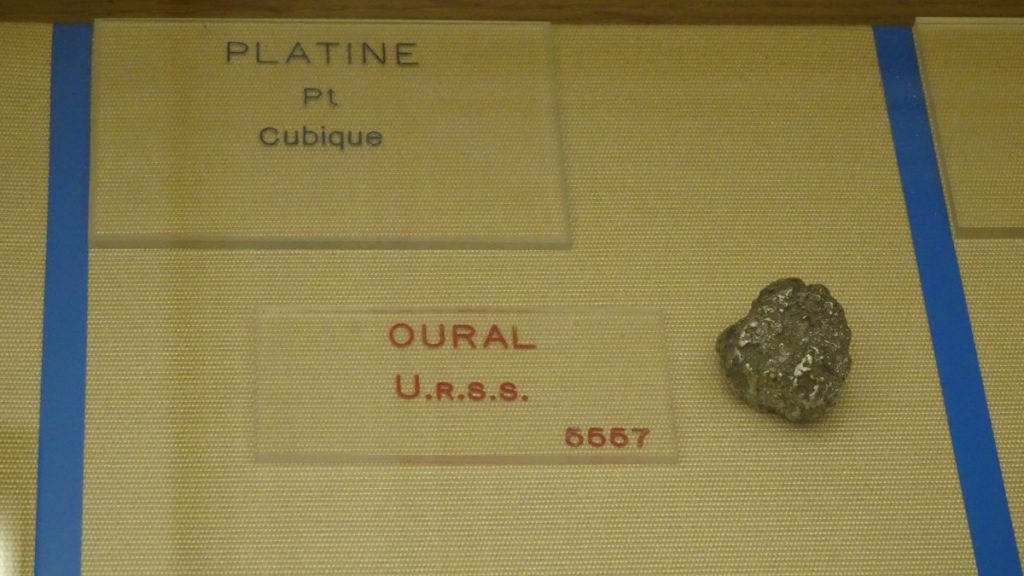 PLATINE
Pt
Cubique
OURAL
U.R.S.S.
5557